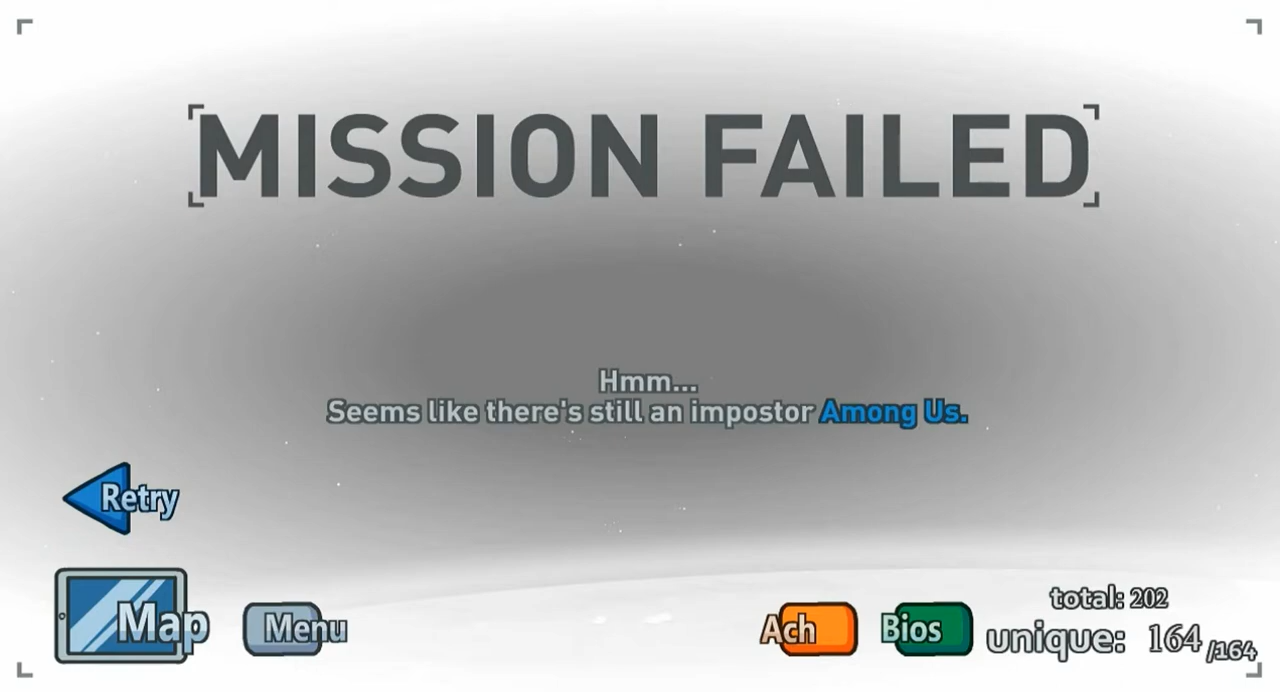 MISSION FAILED
Hmm...
Seems like there's still an impostor Among Us.
Retry
Map
Menu
Ach
Bios
total: 202
unique: 164 /164